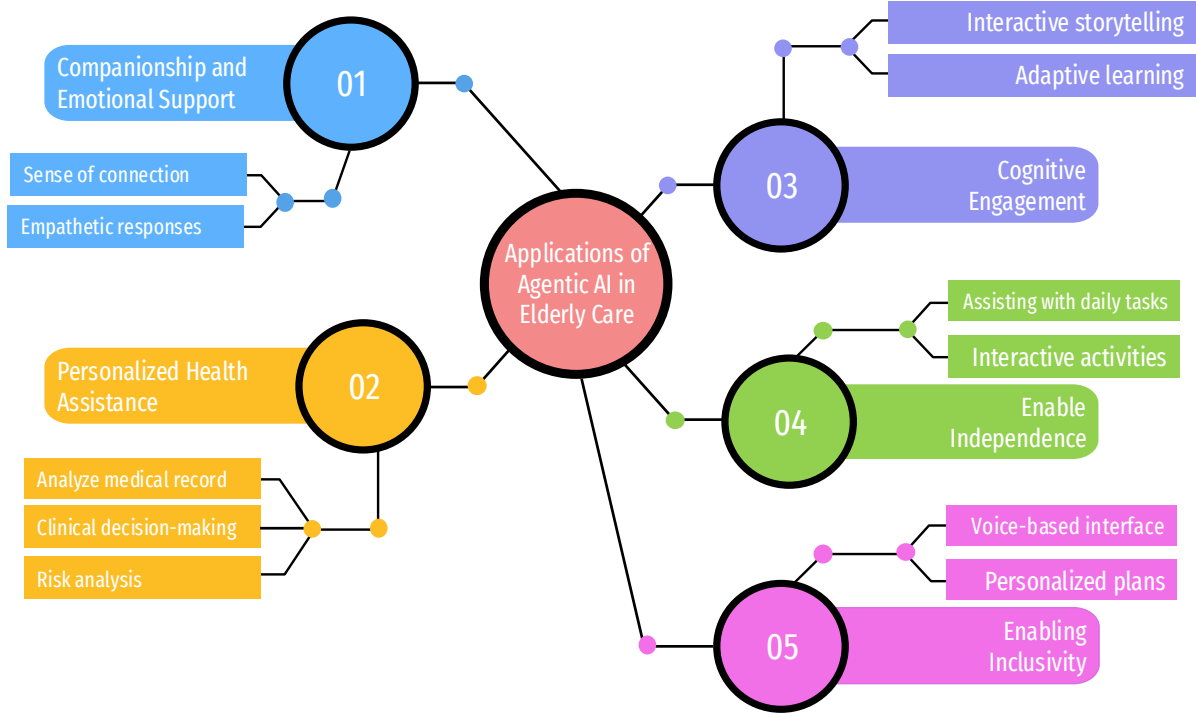 Applications of
Agentic AI in
Elderly Care
01
Companionship and
Emotional Support
Sense of connection
Empathetic responses
02
Personalized Health
Assistance
Analyze medical record
Clinical decision-making
Risk analysis
03
Cognitive
Engagement
Interactive storytelling
Adaptive learning
04
Enable
Independence
Assisting with daily tasks
Interactive activities
05
Enabling
Inclusivity
Voice-based interface
Personalized plans